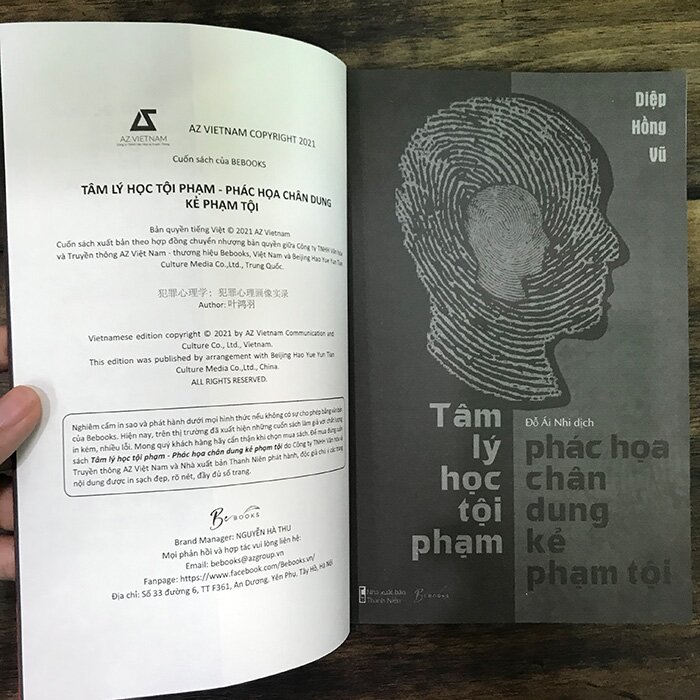 AZ VIETNAM
AZ VIETNAM COPYRIGHT 2021
Cuốn sách của BEBOOKS
TÂM LÝ HỌC TỘI PHẠM - PHÁC HỌA CHÂN DUNG
KẺ PHẠM TỘI
Bản quyền tiếng Việt © 2021 AZ Vietnam
Cuốn sách xuất bản theo hợp đồng chuyển nhượng bản quyền giữa Công ty TNHH Văn hóa
và Truyền thông AZ Việt Nam - thương hiệu Bebooks, Việt Nam và Beijing Hao Yue Yun Tian
Culture Media Co.,Ltd., Trung Quốc.
犯罪心理学：犯罪心理画像实录
Author: 叶鸿羽
Vietnamese edition copyright © 2021 by AZ Vietnam Communication and
Culture Co., Ltd., Vietnam.
This edition was published by arrangement with Beijing Hao Yue Yun Tian
Culture Media Co.,Ltd., China.
ALL RIGHTS RESERVED.
Nghiêm cấm in sao và phát hành dưới mọi hình thức nếu không có sự cho phép bằng văn bản
của Bebooks. Hiện nay, trên thị trường đã xuất hiện những cuốn sách làm giả với chất lượng
in kém, nhiều lỗi. Mong quý khách hàng hãy cẩn thận khi chọn mua sách. Để mua đúng cuốn
sách Tâm lý học tội phạm - Phác họa chân dung kẻ phạm tội do Công ty TNHH Văn hóa và
Truyền thông AZ Việt Nam và Nhà xuất bản Thanh Niên phát hành, độc giả chú ý các trang
nội dung được in sạch đẹp, rõ nét, đầy đủ số trang.
Be BOOKS
Brand Manager: NGUYỄN HÀ THU
Mọi phản hồi và hợp tác vui lòng liên hệ:
Email: bebooks@azgroup.vn
Fanpage: https://www.facebook.com/Bebooks.vn/
Địa chỉ: Số 33 đường 6, TT F361, An Dương, Yên Phụ, Tây Hồ, Hà Nội
Diệp
Hồng
Vũ
Tâm
lý
học
tội
phạm
Đỗ Ái Nhi dịch
phác họa
chân
dung
kẻ
phạm tội
Nhà xuất bản
Thanh Niên
Be BOOKS